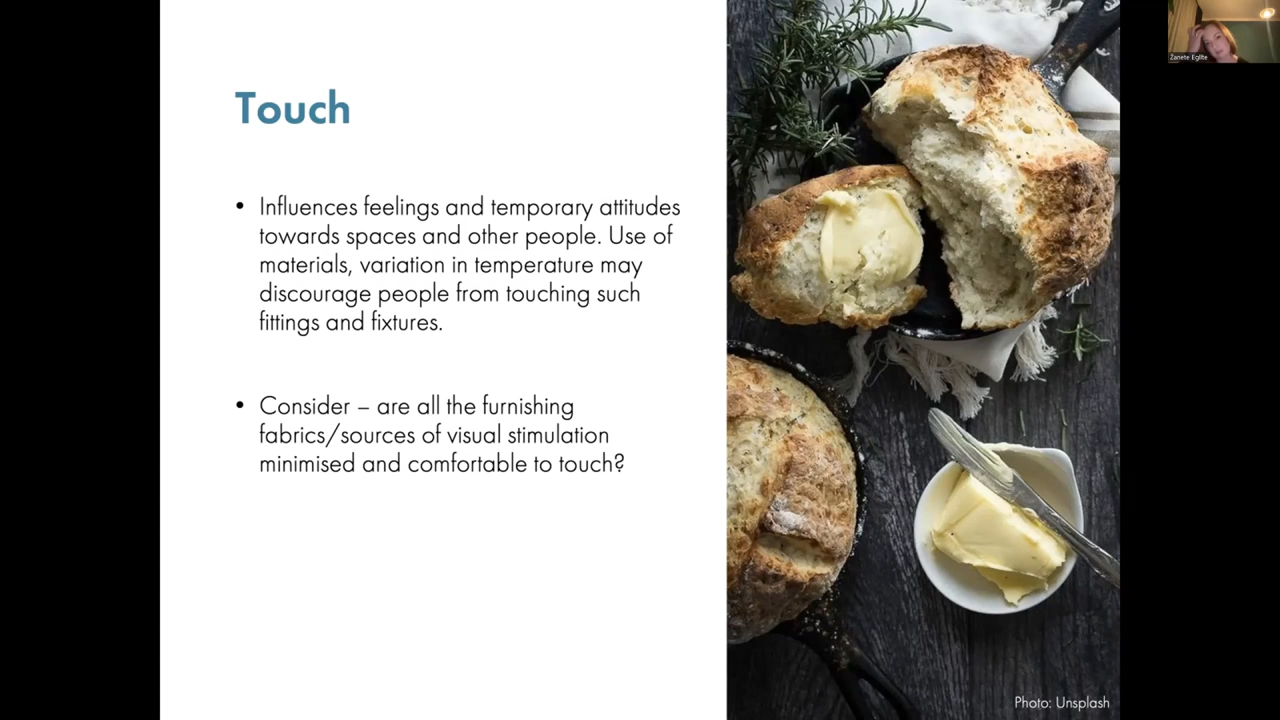 Touch
• Influences feelings and temporary attitudes
towards spaces and other people. Use of
materials, variation in temperature may
discourage people from touching such
fittings and fixtures.
• Consider – are all the furnishing
fabrics/sources of visual stimulation
minimised and comfortable to touch?
Photo: Unsplash
Zanete Eglite